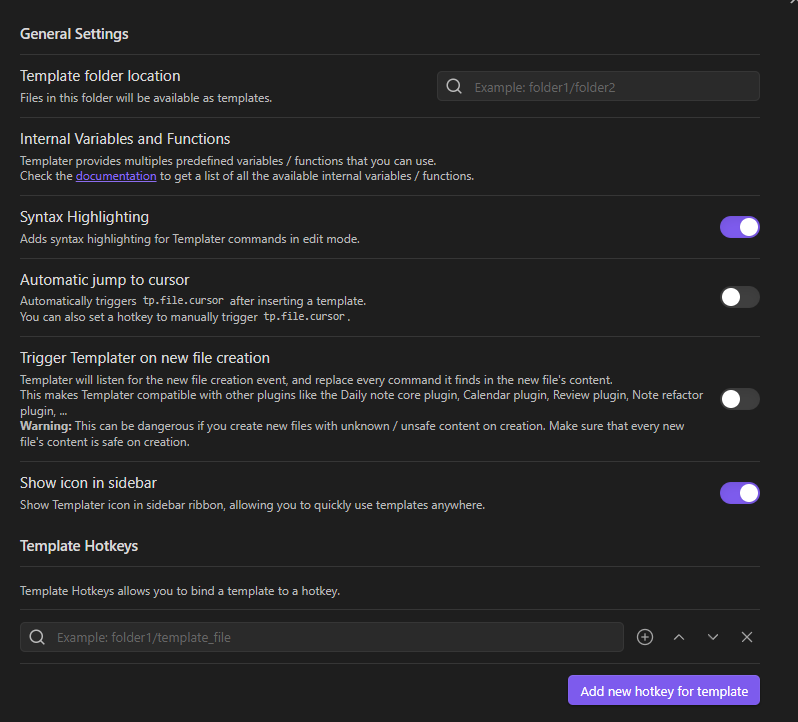 General Settings
Template folder location
Files in this folder will be available as templates.
Example: folder1/folder2
Internal Variables and Functions
Templater provides multiples predefined variables / functions that you can use.
Check the documentation to get a list of all the available internal variables / functions.
Syntax Highlighting
Adds syntax highlighting for Templater commands in edit mode.
Automatic jump to cursor
Automatically triggers tp.file.cursor after inserting a template.
You can also set a hotkey to manually trigger tp.file.cursor.
Trigger Templater on new file creation
Templater will listen for the new file creation event, and replace every command it finds in the new file's content.
This makes Templater compatible with other plugins like the Daily note core plugin, Calendar plugin, Review plugin, Note refactor
plugin, ...
Warning: This can be dangerous if you create new files with unknown / unsafe content on creation. Make sure that every new
file's content is safe on creation.
Show icon in sidebar
Show Templater icon in sidebar ribbon, allowing you to quickly use templates anywhere.
Template Hotkeys
Template Hotkeys allows you to bind a template to a hotkey.
Example: folder1/template_file
Add new hotkey for template